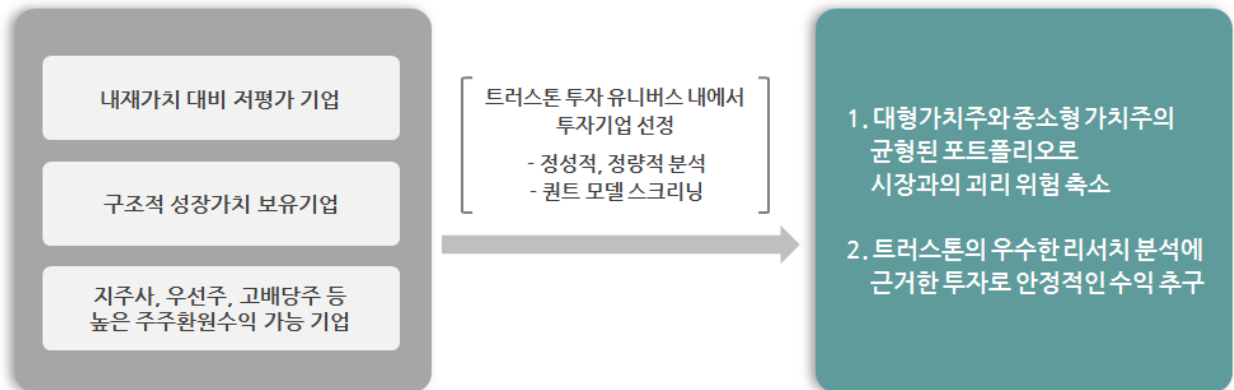 내재가치 대비 저평가 기업
구조적 성장가치 보유기업
지주사, 우선주, 고배당주 등
높은 주주환원수익 가능 기업
트러스톤 투자 유니버스 내에서
투자기업 선정
- 정성적, 정량적 분석
- 퀀트 모델 스크리닝
1. 대형가치주와 중소형 가치주의
균형된 포트폴리오로
시장과의 괴리 위험 축소
2. 트러스톤의 우수한 리서치 분석에
근거한 투자로 안정적인 수익 추구